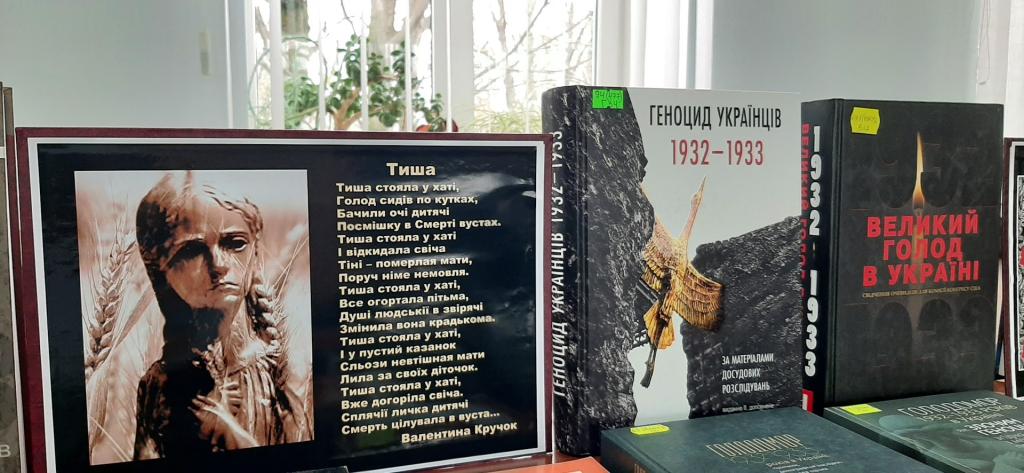 Тиша
Тиша стояла у хаті,
Голод сидів по кутках,
Бачили очі дитячі
Посмішку в Смерті вустах.
Тиша стояла у хаті
І відкидала свіча
Тіні – померлая мати,
Поруч німе немовля.
Тиша стояла у хаті,
Все огортала пітьма,
Душі людськії в звірячі
Змінила вона крадькома.
Тиша стояла у хаті,
І у пустий казанок
Сльози невтішная мати
Лила за своїх діточок.
Тиша стояла у хаті,
Вже догоріла свіча.
Сплячії личка дитячі
Смерть цілувала в вуста...
Валентина Кручок
ГЕНОЦИД УКРАЇНЦІВ 1932–1933
ГЕНОЦИД УКРАЇНЦІВ
1932–1933
ЗА МАТЕРІАЛАМИ
ДОСУДОВИХ
РОЗСЛІДУВАНЬ
1932-1933
ВЕЛИКИЙ
ГОЛОД
В УКРАЇНІ
ГОЛОДОМОР
ГОЛОДОМОР